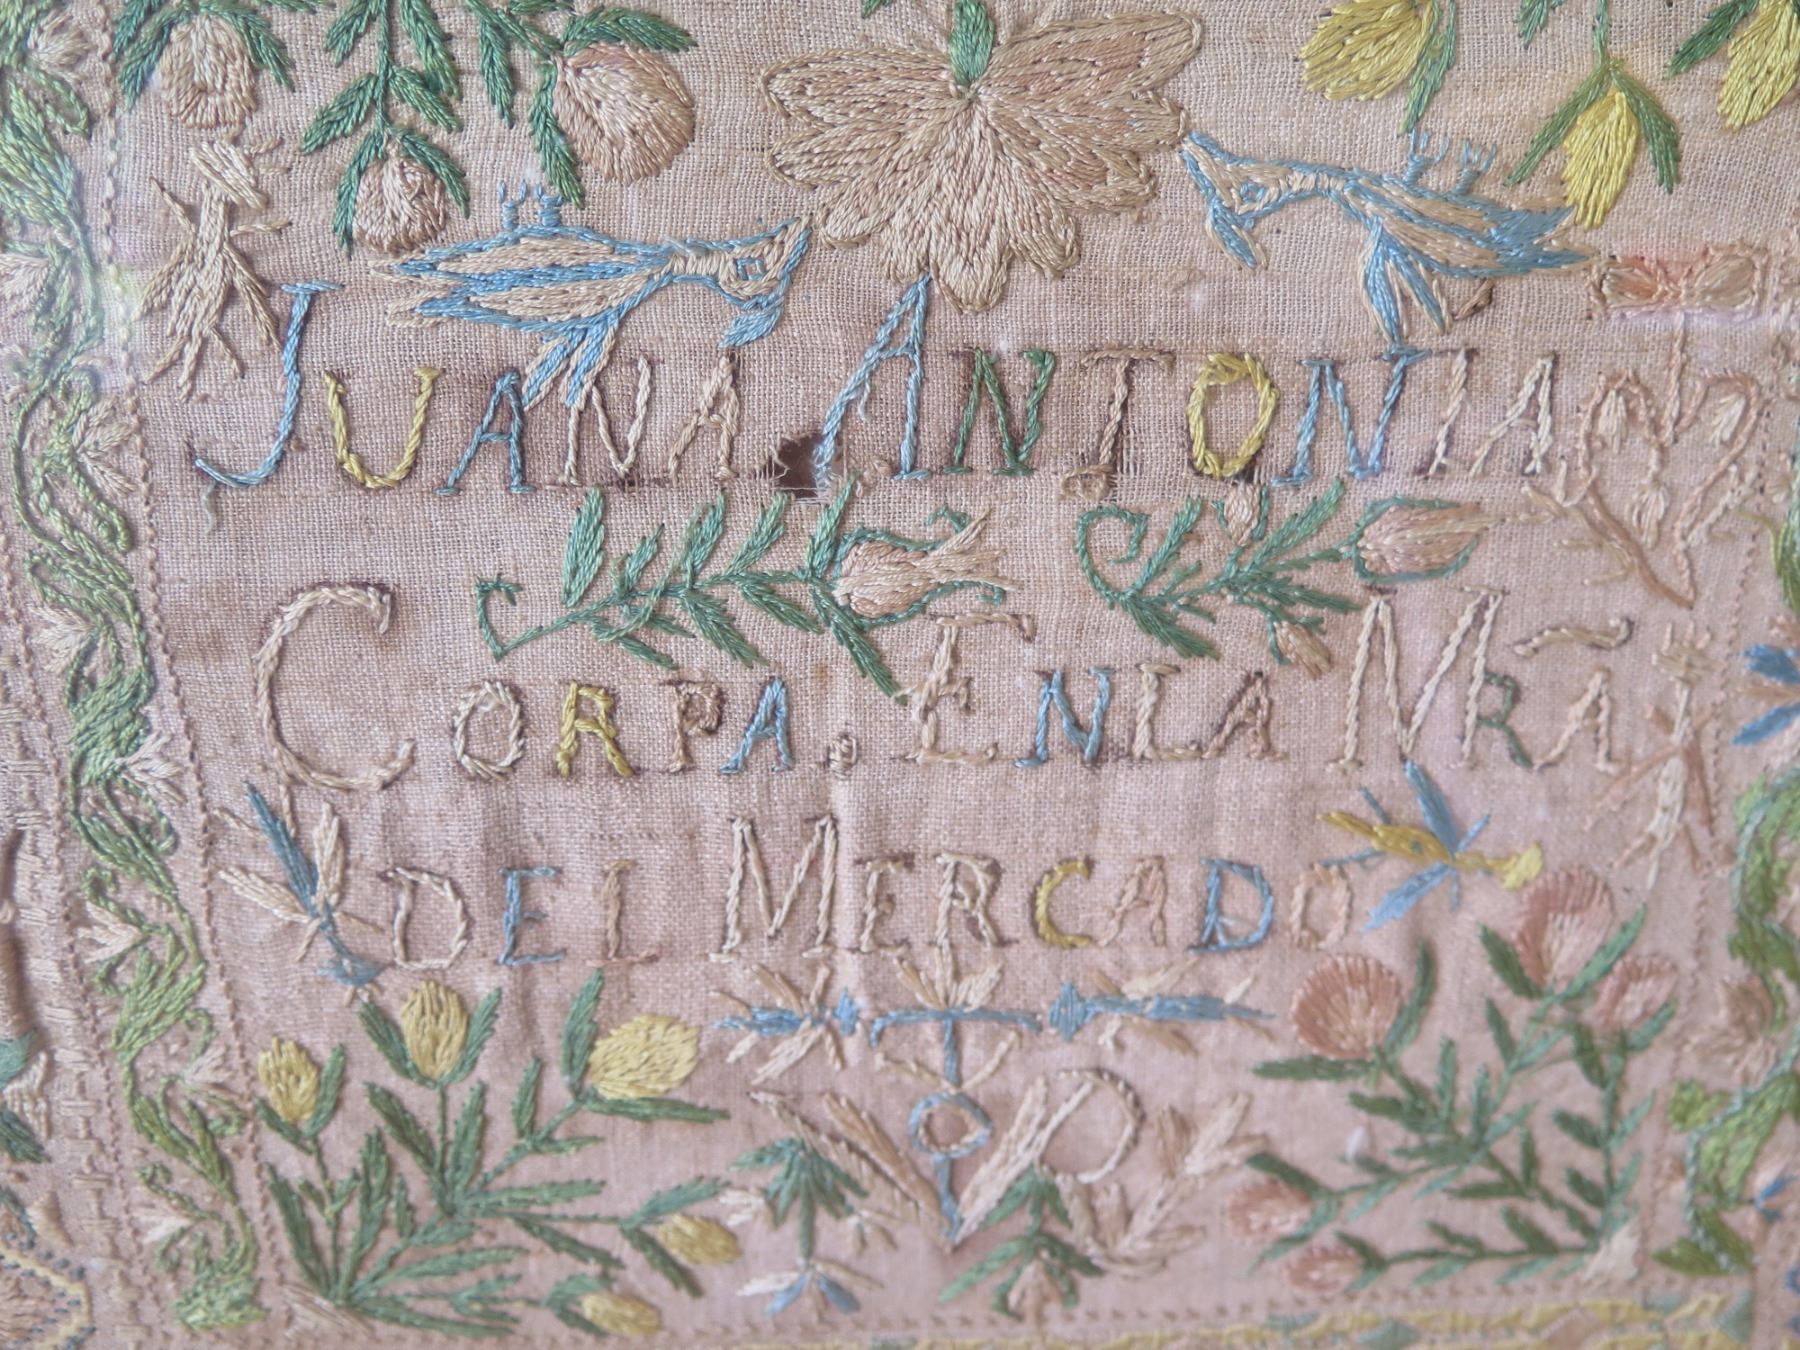 JUANA ANTONIA
CORPA. ENLA MRÃ
DEL MERCADO